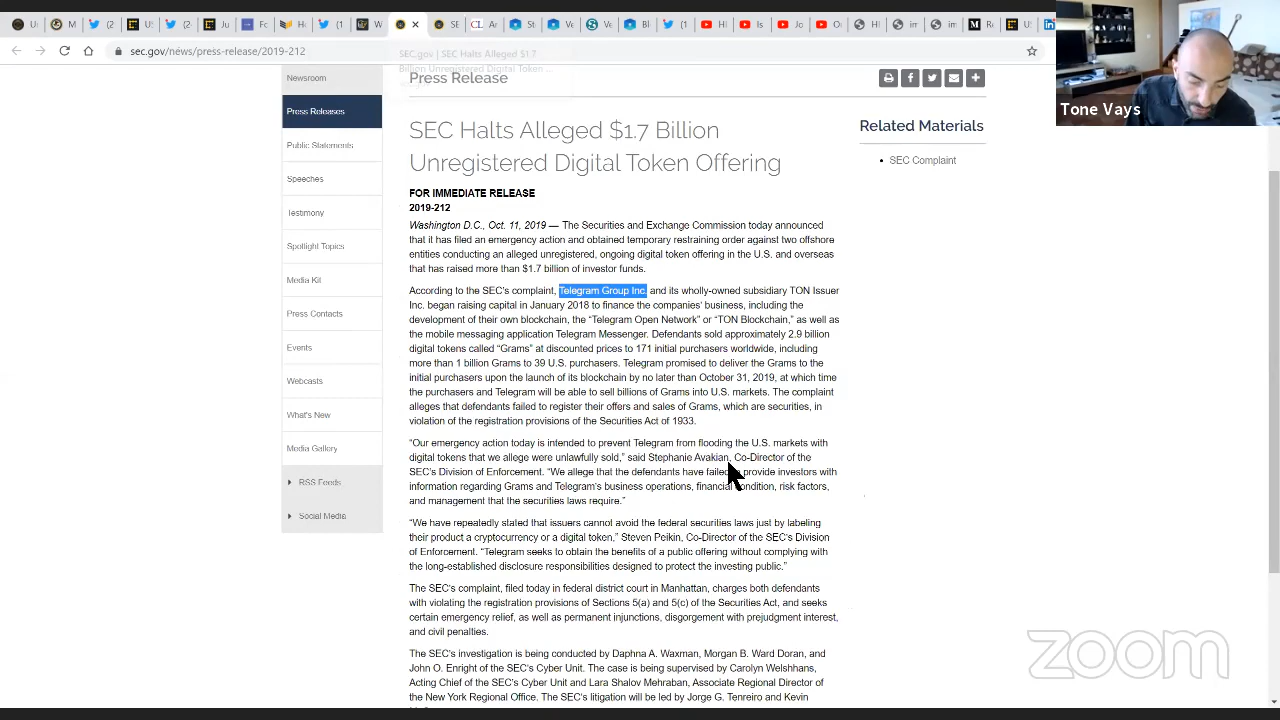 sec.gov/news/press-release/2019-212
SEC.gov | SEC Halts Alleged $1.7
Billion Unregistered Digital Token ...
Tone Vays
Newsroom
Press Releases
Public Statements
Speeches
Testimony
Spotlight Topics
Media Kit
Press Contacts
Events
Webcasts
What's New
Media Gallery
RSS Feeds
Social Media
Press Release
SEC Halts Alleged $1.7 Billion
Unregistered Digital Token Offering
FOR IMMEDIATE RELEASE
2019-212
Washington D.C., Oct. 11, 2019 — The Securities and Exchange Commission today announced
that it has filed an emergency action and obtained temporary restraining order against two offshore
entities conducting an alleged unregistered, ongoing digital token offering in the U.S. and overseas
that has raised more than $1.7 billion of investor funds.
According to the SEC's complaint, Telegram Group Inc. and its wholly-owned subsidiary TON Issuer
Inc. began raising capital in January 2018 to finance the companies' business, including the
development of their own blockchain, the "Telegram Open Network" or "TON Blockchain," as well as
the mobile messaging application Telegram Messenger. Defendants sold approximately 2.9 billion
digital tokens called "Grams" at discounted prices to 171 initial purchasers worldwide, including
more than 1 billion Grams to 39 U.S. purchasers. Telegram promised to deliver the Grams to the
initial purchasers upon the launch of its blockchain by no later than October 31, 2019, at which time
the purchasers and Telegram will be able to sell billions of Grams into U.S. markets. The complaint
alleges that defendants failed to register their offers and sales of Grams, which are securities, in
violation of the registration provisions of the Securities Act of 1933.
"Our emergency action today is intended to prevent Telegram from flooding the U.S. markets with
digital tokens that we allege were unlawfully sold," said Stephanie Avakian, Co-Director of the
SEC's Division of Enforcement. "We allege that the defendants have failed provide investors with
information regarding Grams and Telegram's business operations, financial condition, risk factors,
and management that the securities laws require."
"We have repeatedly stated that issuers cannot avoid the federal securities laws just by labeling
their product a cryptocurrency or a digital token," Steven Peikin, Co-Director of the SEC's Division
of Enforcement. "Telegram seeks to obtain the benefits of a public offering without complying with
the long-established disclosure responsibilities designed to protect the investing public."
The SEC's complaint, filed today in federal district court in Manhattan, charges both defendants
with violating the registration provisions of Sections 5(a) and 5(c) of the Securities Act, and seeks
certain emergency relief, as well as permanent injunctions, disgorgement with prejudgment interest,
and civil penalties.
The SEC's investigation is being conducted by Daphna A. Waxman, Morgan B. Ward Doran, and
John O. Enright of the SEC's Cyber Unit. The case is being supervised by Carolyn Welshhans,
Acting Chief of the SEC's Cyber Unit and Lara Shalov Mehraban, Associate Regional Director of
the New York Regional Office. The SEC's litigation will be led by Jorge G. Tenreiro and Kevin
Related Materials
SEC Complaint
zoom